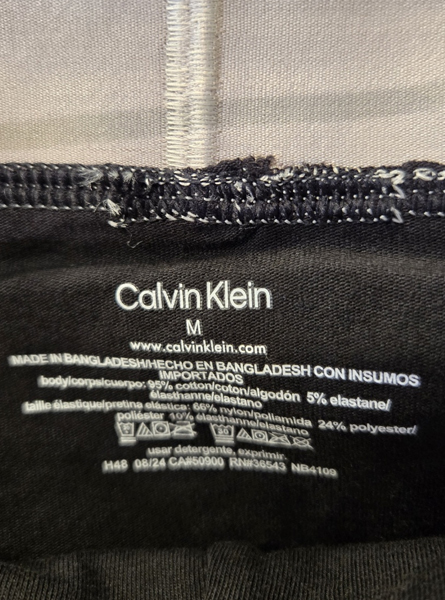 Calvin Klein
M
www.calvinklein.com
MADE IN BANGLADESH/HECHO EN BANGLADESH CON INSUMOS
IMPORTADOS
body/corps/cuerpo: 95% cotton/coton/algodón 5% elastane/
élasthanne/elastano
taille élastique/pretina elástica: 66% nylon/poliamida 24% polyester/
poliéster 10% elasthanne/elastano
usar detergente, exprimir.
H48 08/24 CA#50900 RN#36543 NB4109